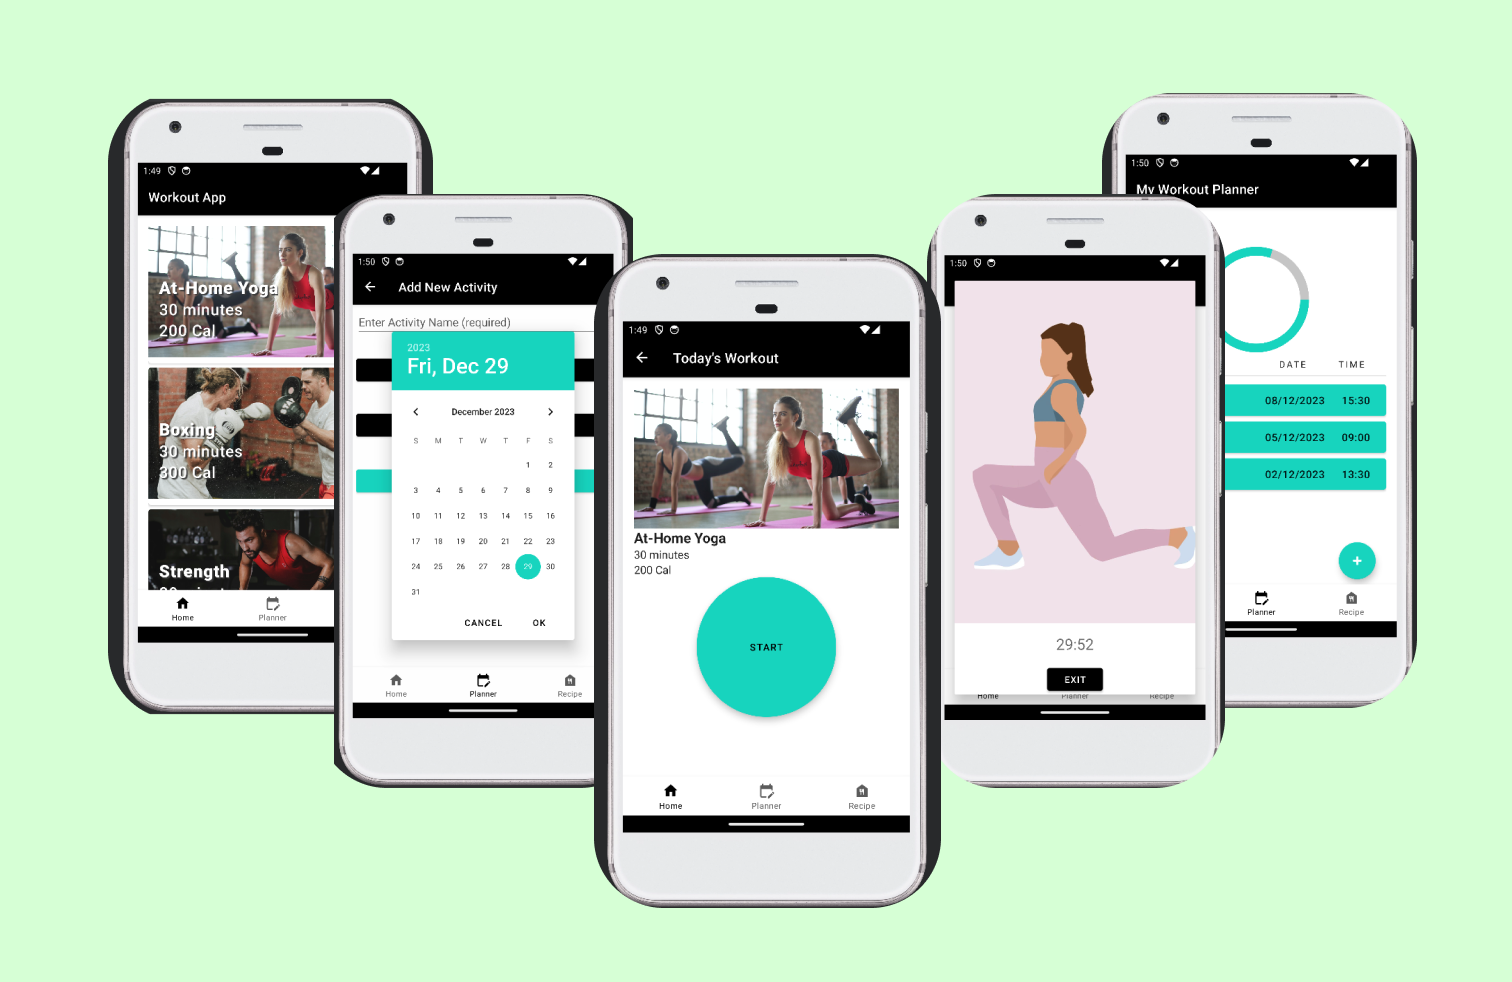 1:49
Workout App
At-Home Yoga
30 minutes
200 Cal
Boxing
30 minutes
300 Cal
Strength
Home
Planner
1:50
Add New Activity
Enter Activity Name (required)
2023
Fri, Dec 29
December 2023
S M T W T F S
1 2
3 4 5 6 7 8 9
10 11 12 13 14 15 16
17 18 19 20 21 22 23
24 25 26 27 28 29 30
31
CANCEL OK
Home Planner Recipe
1:49
Today's Workout
At-Home Yoga
30 minutes
200 Cal
START
Home Planner Recipe
1:50
29:52
EXIT
Home Planner Recipe
1:50
My Workout Planner
DATE TIME
08/12/2023 15:30
05/12/2023 09:00
02/12/2023 13:30
+
Planner Recipe